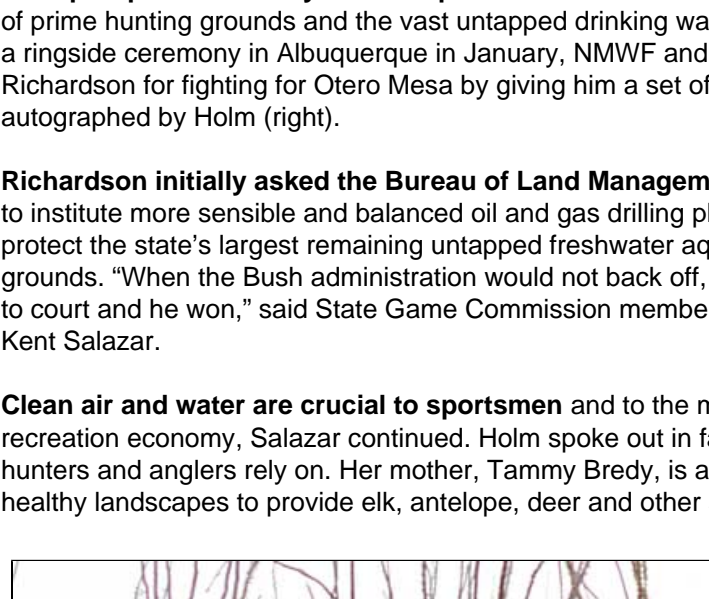 of prime hunting grounds and the vast untapped drinking wa
a ringside ceremony in Albuquerque in January, NMWF and
Richardson for fighting for Otero Mesa by giving him a set of
autographed by Holm (right).
Richardson initially asked the Bureau of Land Managem
to institute more sensible and balanced oil and gas drilling pl
protect the state’s largest remaining untapped freshwater aq
grounds. “When the Bush administration would not back off,
to court and he won,” said State Game Commission membe
Kent Salazar.
Clean air and water are crucial to sportsmen and to the m
recreation economy, Salazar continued. Holm spoke out in fa
hunters and anglers rely on. Her mother, Tammy Bredy, is a
healthy landscapes to provide elk, antelope, deer and other